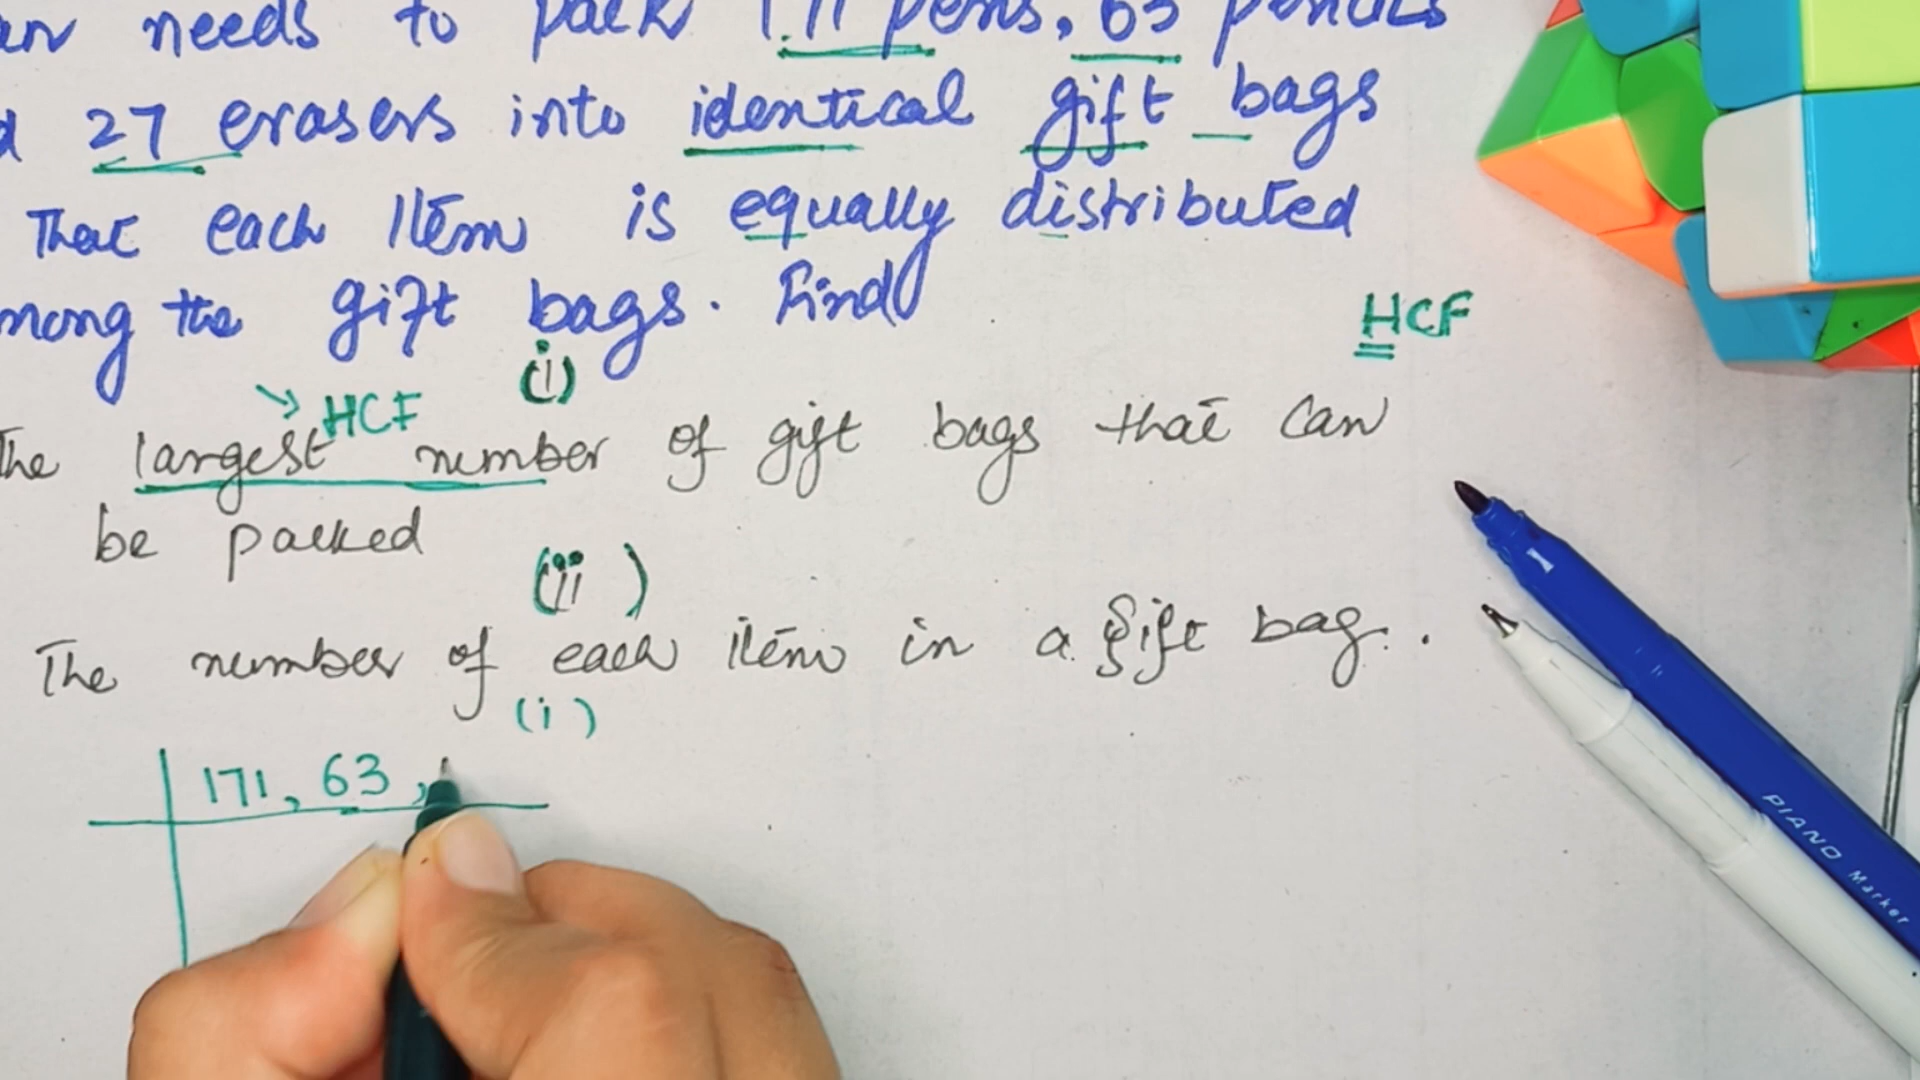 needs to pack 171 pens, 63 pencils
27 erasers into identical gift bags
That each item is equally distributed
the gift bags. Find
HCF
(i)
HCF
The largest number of gift bags that can
be packed
(ii)
The number of each item in a gift bag..
(i)
171, 63,
PIANO Marker